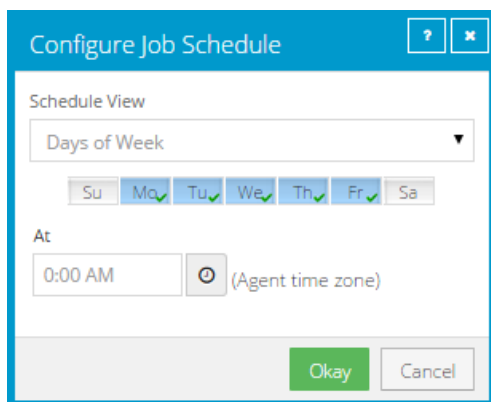 Configure Job Schedule ? ×
Schedule View
Days of Week
Su Mo Tu We Th Fr Sa
At
0:00 AM (Agent time zone)
Okay Cancel